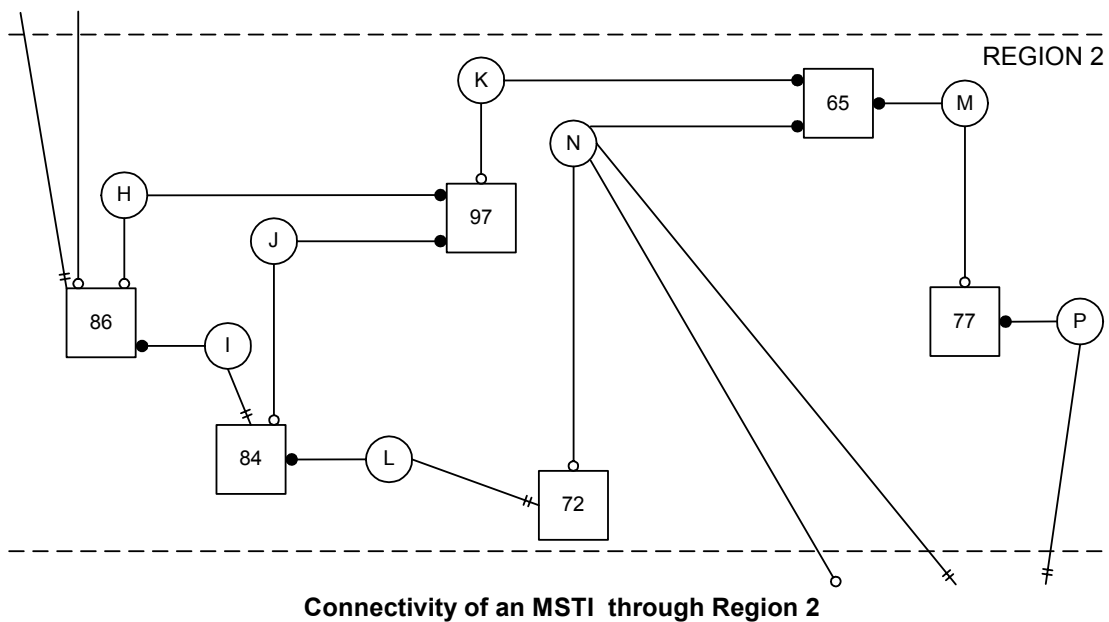 REGION 2
K
65
M
N
H
97
J
86
I
77
P
84
L
72
Connectivity of an MSTI through Region 2